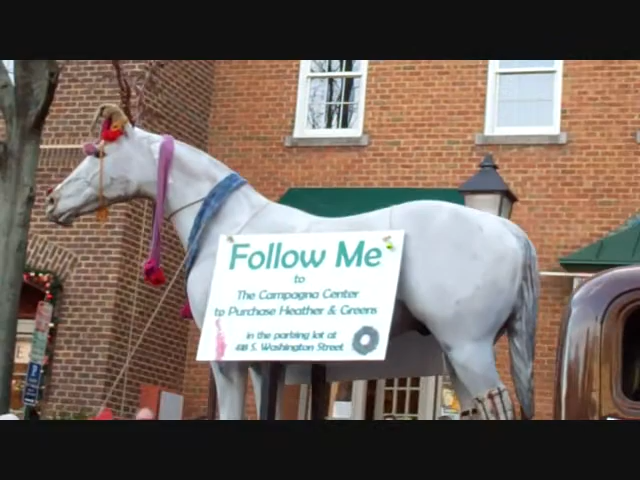 Follow Me
to
The Campagna Center
to Purchase Heather & Greens
in the parking lot at
418 S. Washington Street